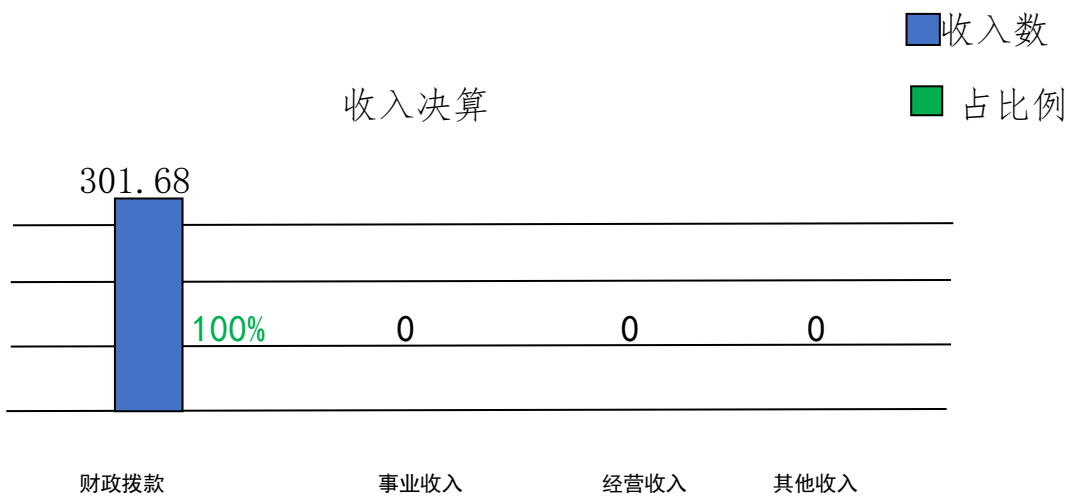 收入数
收入决算
占比例
301.68
100%
0
0
0
财政拨款
事业收入
经营收入
其他收入